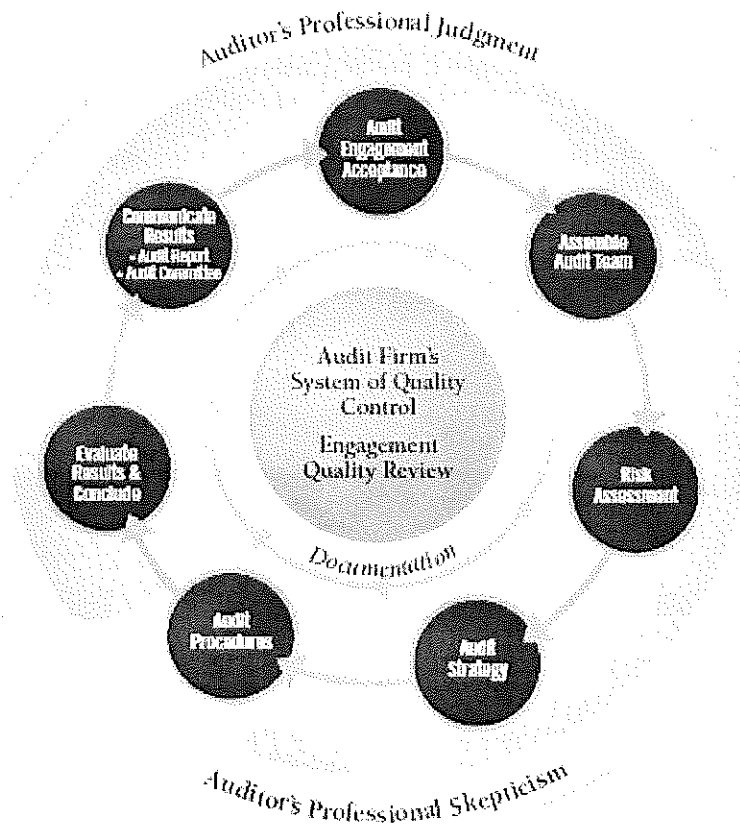 Auditor's Professional Judgment
Audit
Engagement
Acceptance
Assemble
Audit Team
Risk
Assessment
Audit
Strategy
Audit
Procedures
Evaluate
Results &
Conclude
Communicate
Results
- Audit Report
- Audit Committee
Audit Firm's
System of Quality
Control
Engagement
Quality Review
Documentation
Auditor's Professional Skepticism